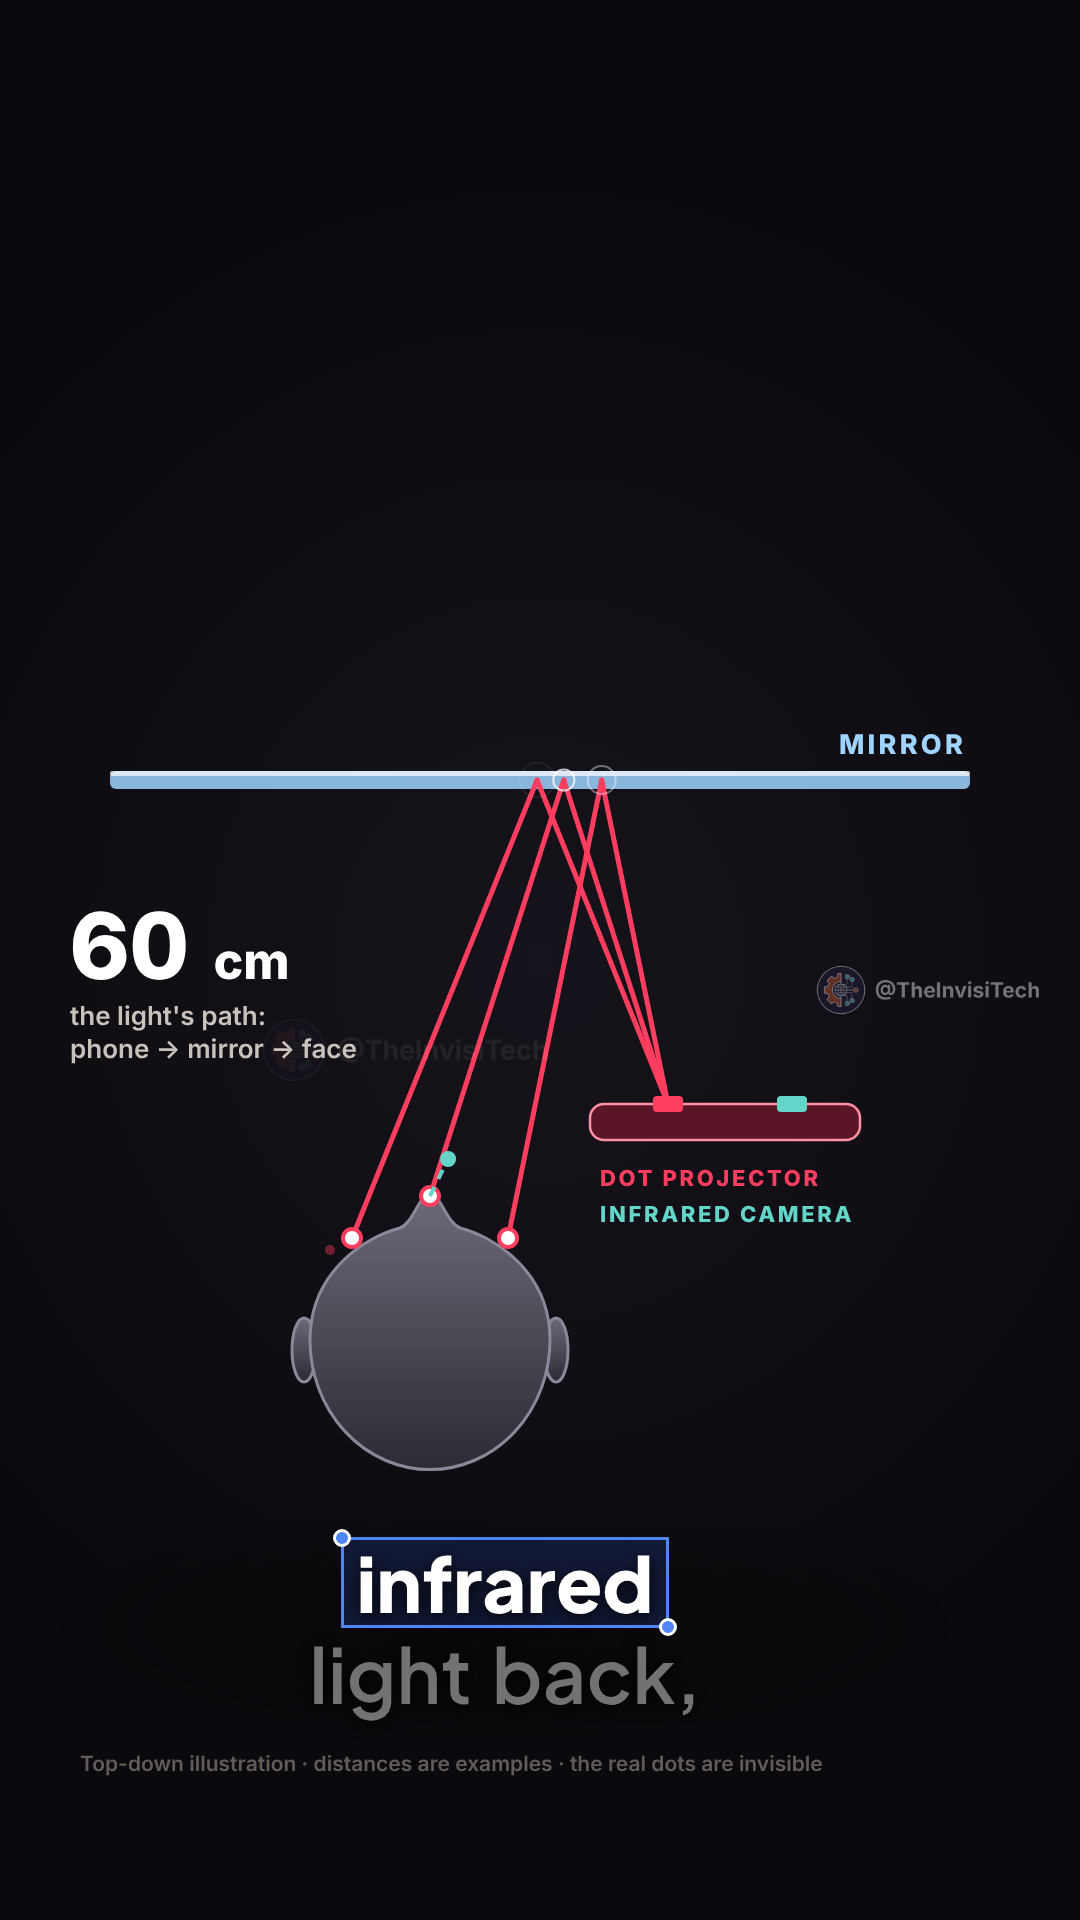 MIRROR
60 cm
the light's path:
phone → mirror → face
@TheInvisiTech
@TheInvisiTech
DOT PROJECTOR
INFRARED CAMERA
infrared
light back,
Top-down illustration · distances are examples · the real dots are invisible